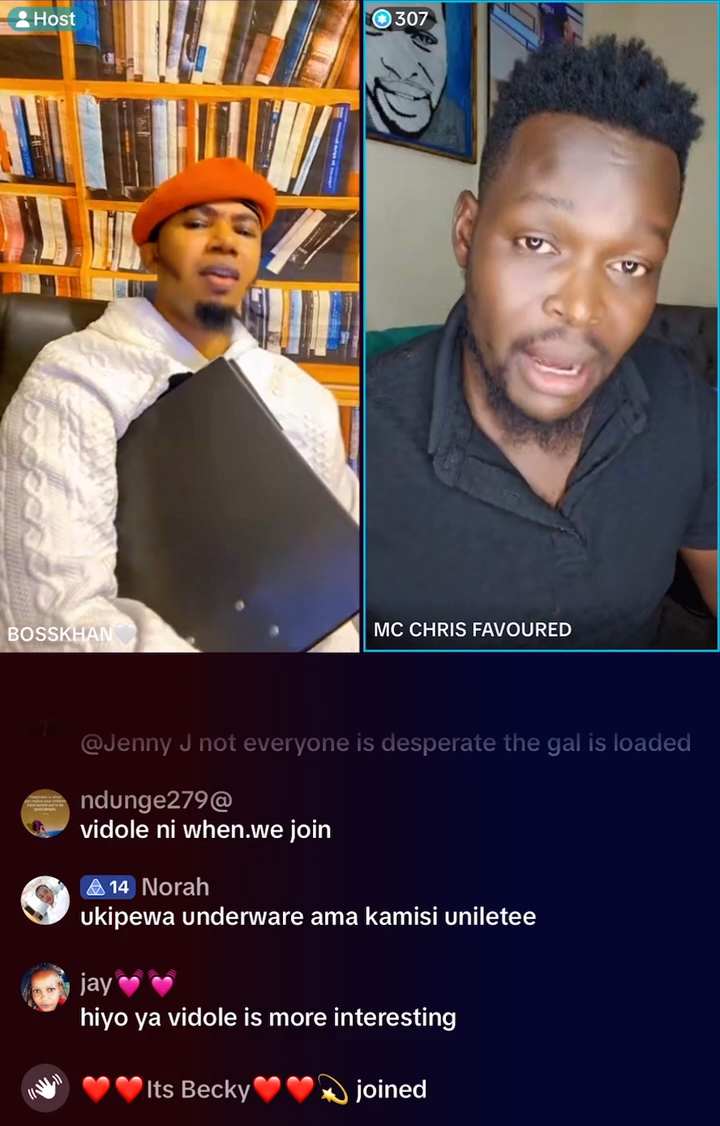 Host
307
BOSSKHAN🤍
MC CHRIS FAVOURED
@Jenny J not everyone is desperate the gal is loaded
ndunge279@
vidole ni when.we join
14 Norah
ukipewa underware ama kamisi uniletee
jay💓💓
hiyo ya vidole is more interesting
❤️❤️Its Becky❤️❤️💫 joined